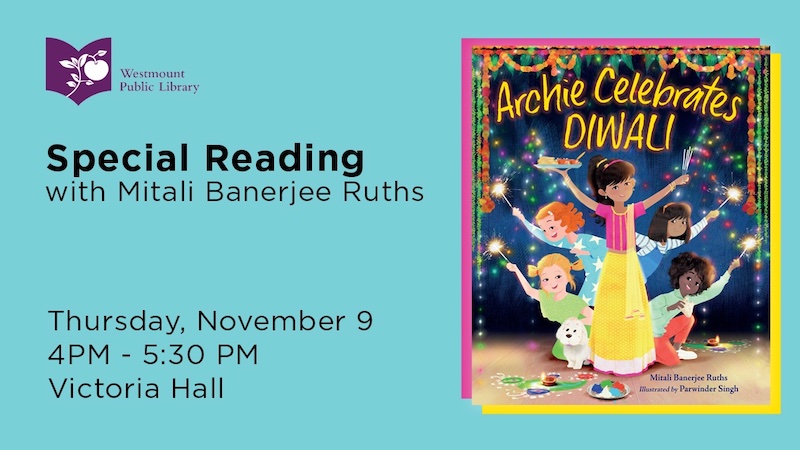 Westmount
Public Library
Special Reading
with Mitali Banerjee Ruths
Thursday, November 9
4PM - 5:30 PM
Victoria Hall
Archie Celebrates
DIWALI
Mitali Banerjee Ruths
Illustrated by Parwinder Singh